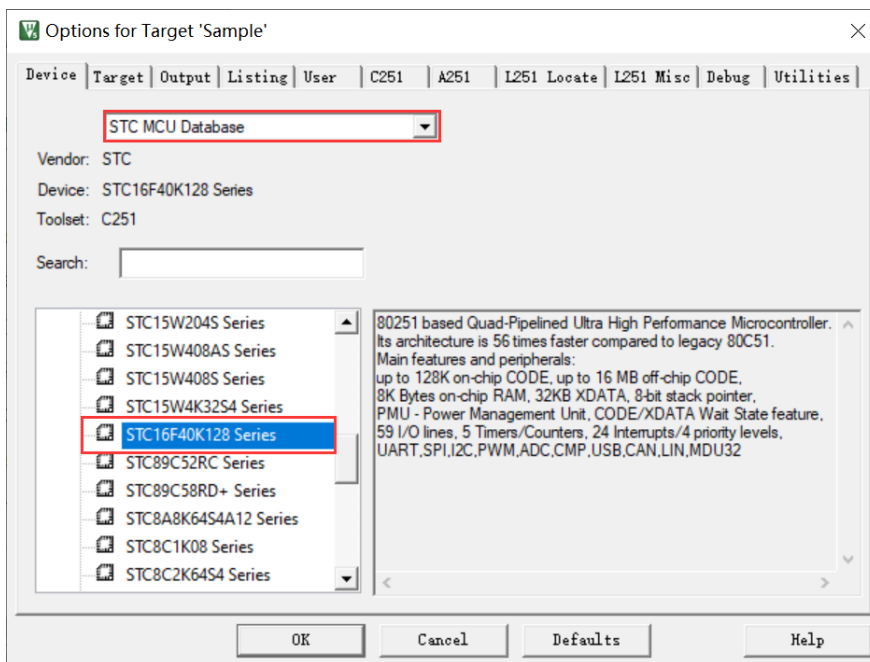 Options for Target 'Sample'
Device Target Output Listing User C251 A251 L251 Locate L251 Misc Debug Utilities
STC MCU Database
Vendor: STC
Device: STC16F40K128 Series
Toolset: C251
Search:
STC15W204S Series
STC15W408AS Series
STC15W408S Series
STC15W4K32S4 Series
STC16F40K128 Series
STC89C52RC Series
STC89C58RD+ Series
STC8A8K64S4A12 Series
STC8C1K08 Series
STC8C2K64S4 Series
80251 based Quad-Pipelined Ultra High Performance Microcontroller.
Its architecture is 56 times faster compared to legacy 80C51.
Main features and peripherals:
up to 128K on-chip CODE, up to 16 MB off-chip CODE,
8K Bytes on-chip RAM, 32KB XDATA, 8-bit stack pointer,
PMU - Power Management Unit, CODE/XDATA Wait State feature,
59 I/O lines, 5 Timers/Counters, 24 Interrupts/4 priority levels,
UART,SPI,I2C,PWM,ADC,CMP,USB,CAN,LIN,MDU32
OK Cancel Defaults Help